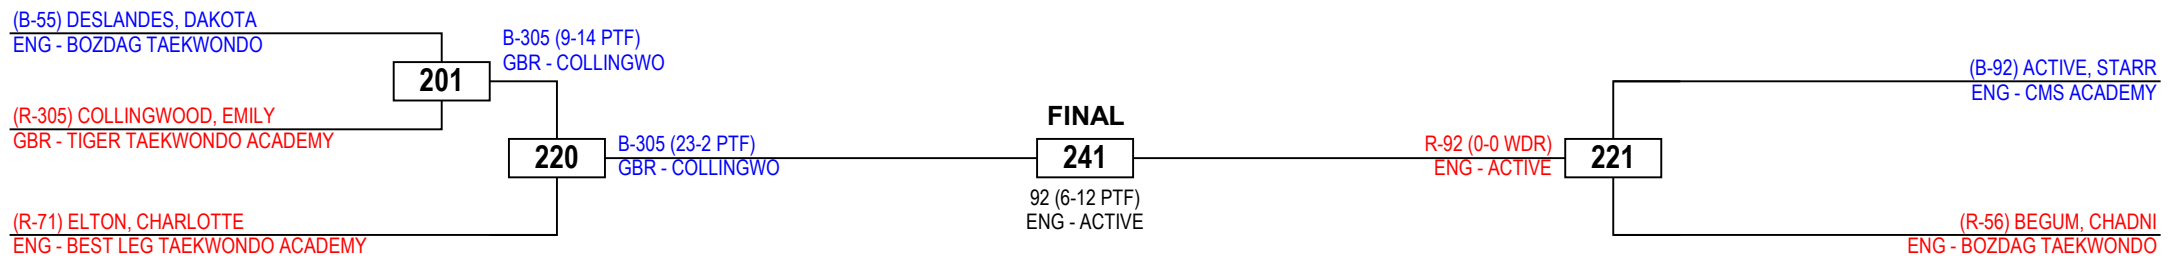 (B-55) DESLANDES, DAKOTA
ENG - BOZDAG TAEKWONDO
B-305 (9-14 PTF)
GBR - COLLINGWO
201
(R-305) COLLINGWOOD, EMILY
GBR - TIGER TAEKWONDO ACADEMY
220
B-305 (23-2 PTF)
GBR - COLLINGWO
(R-71) ELTON, CHARLOTTE
ENG - BEST LEG TAEKWONDO ACADEMY
FINAL
241
92 (6-12 PTF)
ENG - ACTIVE
R-92 (0-0 WDR)
ENG - ACTIVE
221
(B-92) ACTIVE, STARR
ENG - CMS ACADEMY
(R-56) BEGUM, CHADNI
ENG - BOZDAG TAEKWONDO